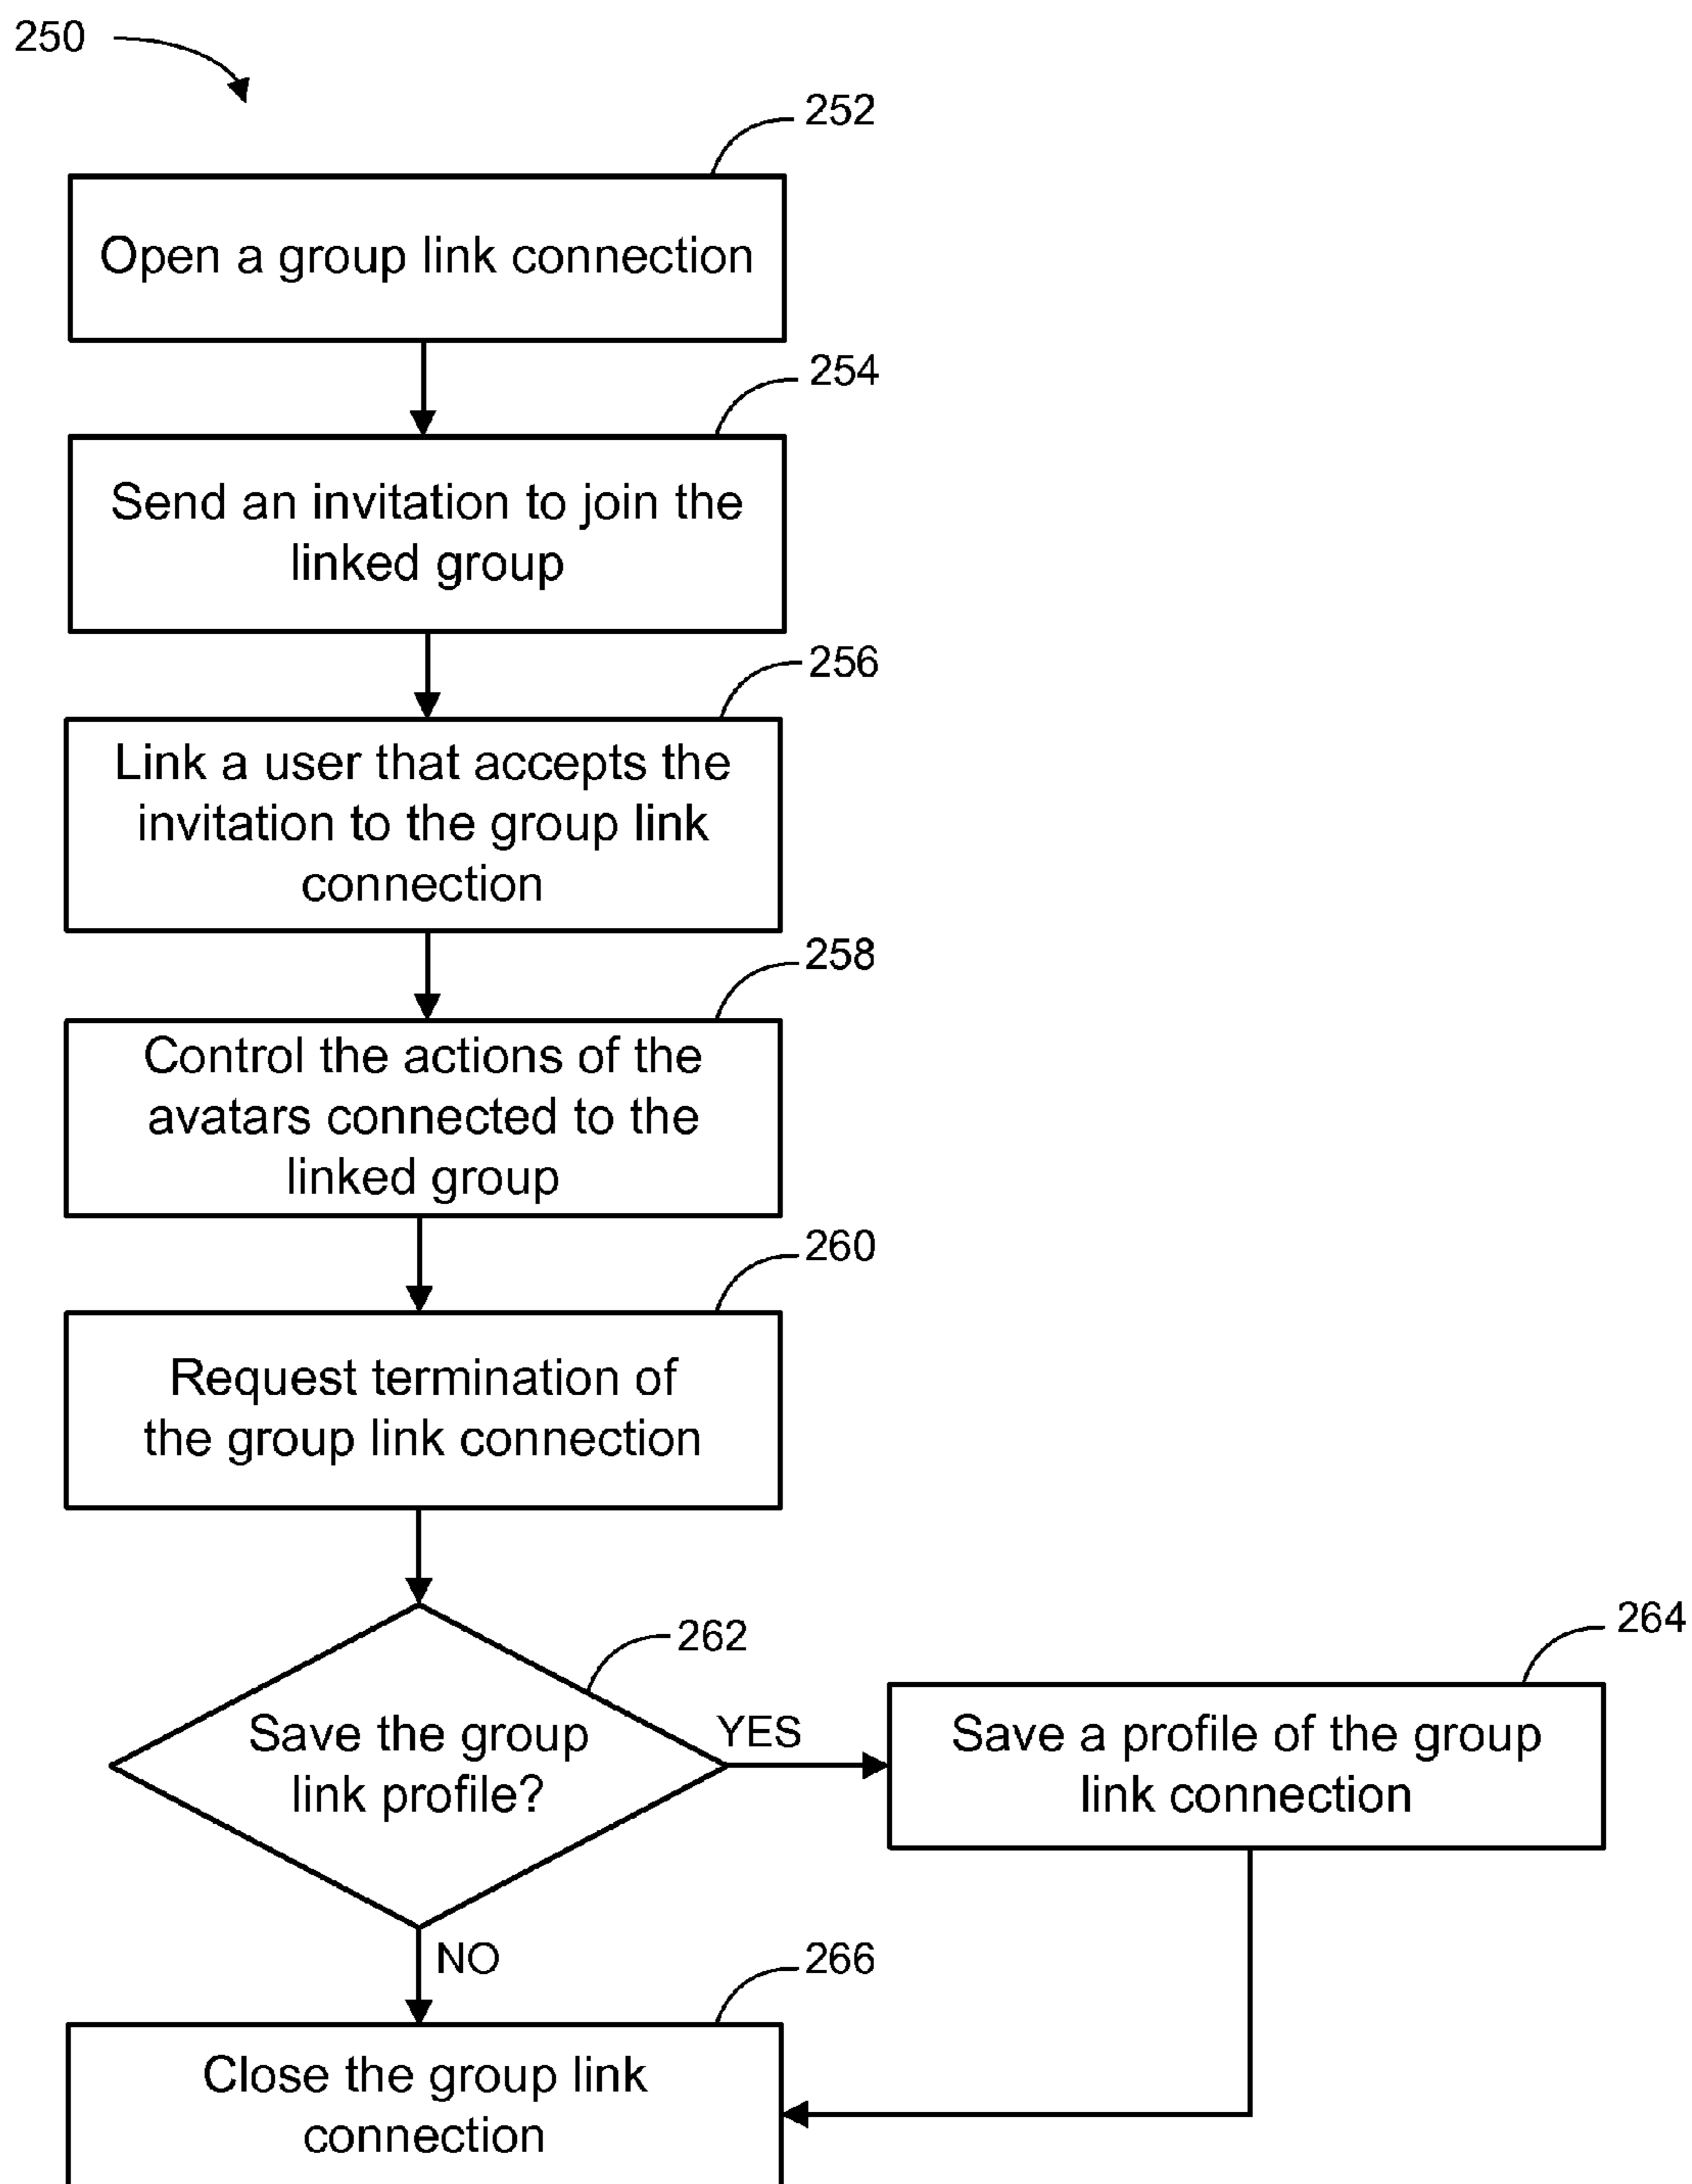 250
252
Open a group link connection
254
Send an invitation to join the
linked group
256
Link a user that accepts the
invitation to the group link
connection
258
Control the actions of the
avatars connected to the
linked group
260
Request termination of
the group link connection
262
Save the group
link profile?
YES
264
Save a profile of the group
link connection
NO
266
Close the group link
connection